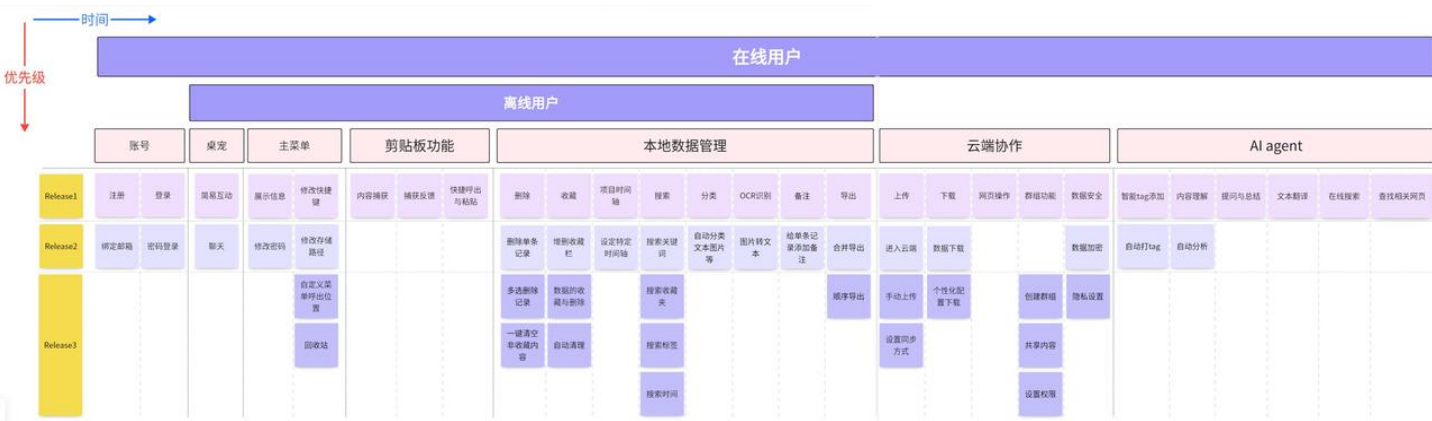 时间
优先级
在线用户
离线用户
账号
桌宠
主菜单
剪贴板功能
本地数据管理
云端协作
AI agent
Release1
注册
登录
简易互动
展示信息
修改快捷
键
内容捕获
捕获反馈
快捷呼出
与粘贴
删除
收藏
项目时间
轴
搜索
分类
OCR识别
备注
导出
上传
下载
网页操作
群组功能
数据安全
智能tag添加
内容理解
提问与总结
文本翻译
在线搜索
查找相关网页
Release2
绑定邮箱
密码登录
聊天
修改密码
修改存储
路径
删除单条
记录
增删收藏
栏
设定特定
时间轴
搜索关键
词
自动分类
文本图片
等
图片转文
本
给单条记
录添加备
注
合并导出
进入云端
数据下载
数据加密
自动打tag
自动分析
Release3
自定义菜
单呼出位
置
多选删除
记录
数据的收
藏与删除
搜索收藏
夹
顺序导出
手动上传
个性化配
置下载
创建群组
隐私设置
回收站
一键清空
非收藏内
容
自动清理
搜索标签
设置同步
方式
共享内容
搜索时间
设置权限